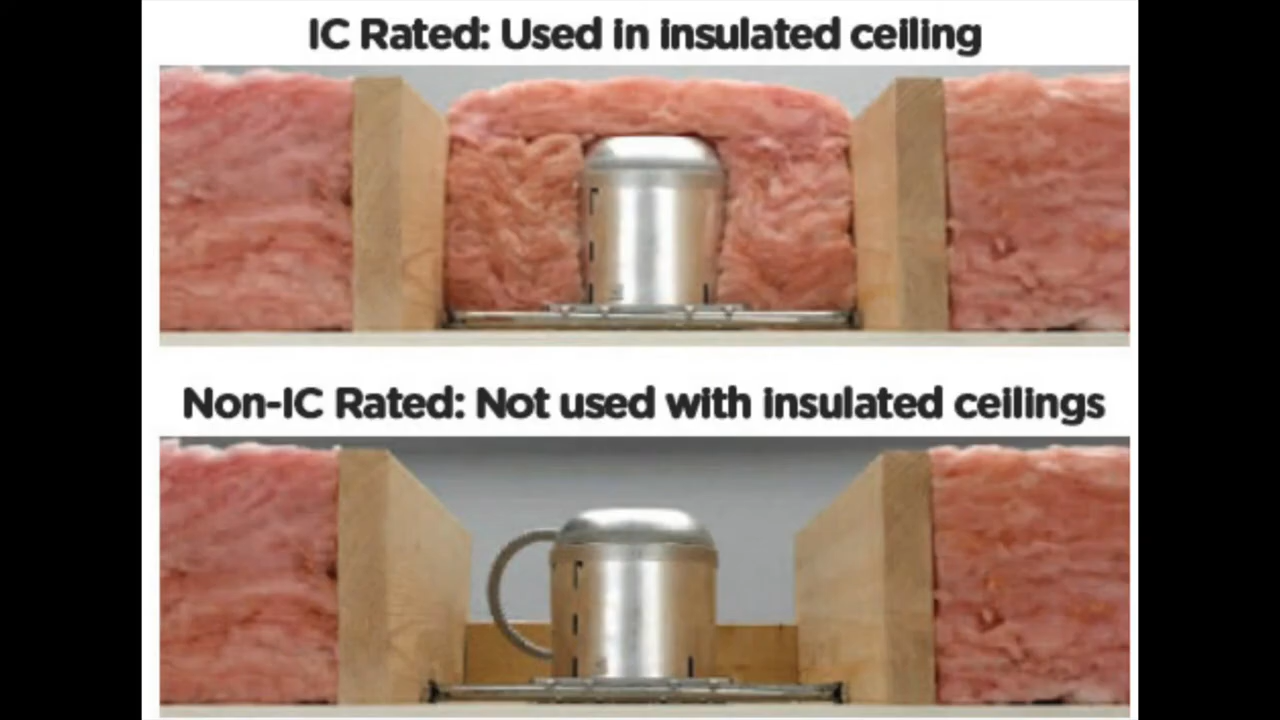 IC Rated: Used in insulated ceiling
Non-IC Rated: Not used with insulated ceilings